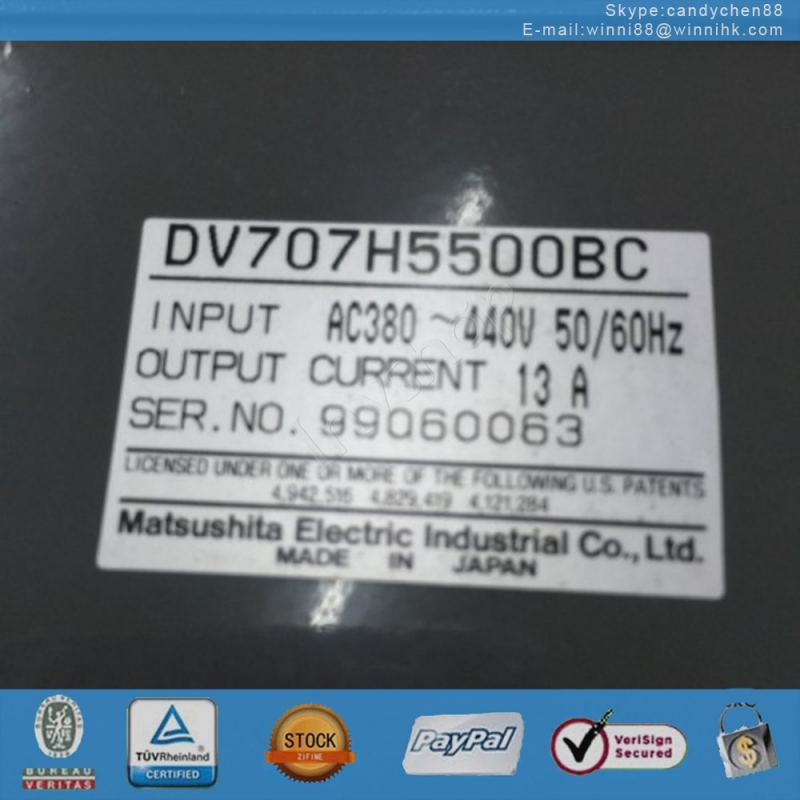 Skype:candychen88
E-mail:winni88@winnihk.com
DV707H5500BC
INPUT AC380 ~440V 50/60Hz
OUTPUT CURRENT 13 A
SER.NO. 99Q60063
LICENSED UNDER ONE OR MORE OF THE FOLLOWING U.S. PATENTS
4,942,516 4,829,419 4,121,284
Matsushita Electric Industrial Co., Ltd.
MADE IN JAPAN
BUREAU VERITAS
TÜVRheinland
CERTIFIED
STOCK
ZIFINE
PayPal
VeriSign
Secured
$